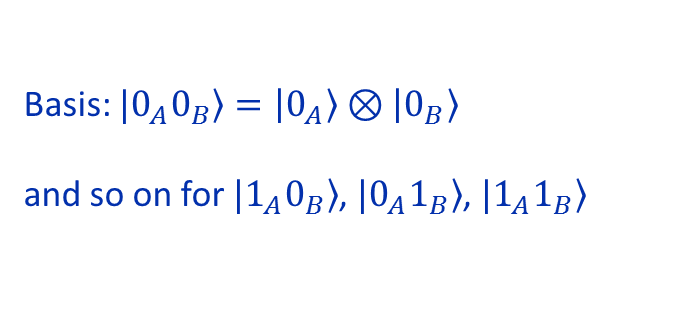 Basis: |0_A0_B⟩ = |0_A⟩ ⊗ |0_B⟩
and so on for |1_A0_B⟩, |0_A1_B⟩, |1_A1_B⟩